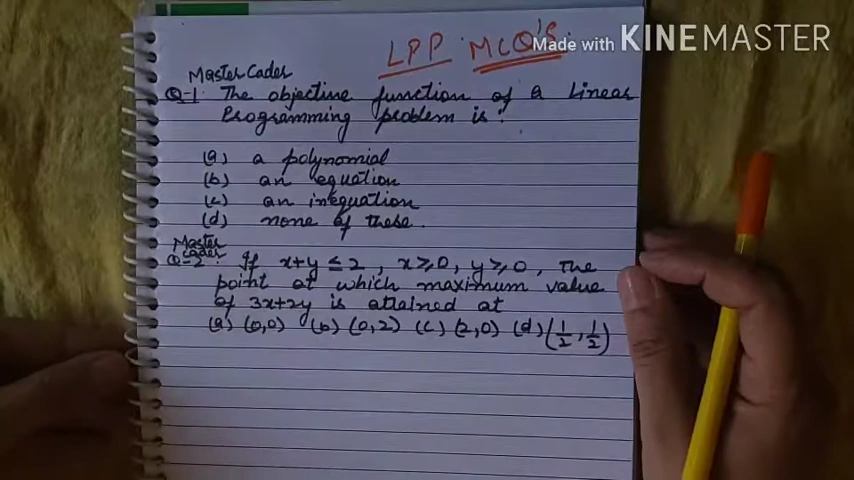 LPP MCQ'S
Made with KINEMASTER
Master Cader
Q-1 The objective function of a Linear
Programming problem is:
(a) a polynomial
(b) an equation
(c) an inequation
(d) none of these.
Master Cader
Q-2. If x+y ≤ 2, x≥0, y≥0, The
point at which maximum value
of 3x+2y is attained at
(a) (0,0) (b) (0,2) (c) (2,0) (d) (1/2, 1/2)